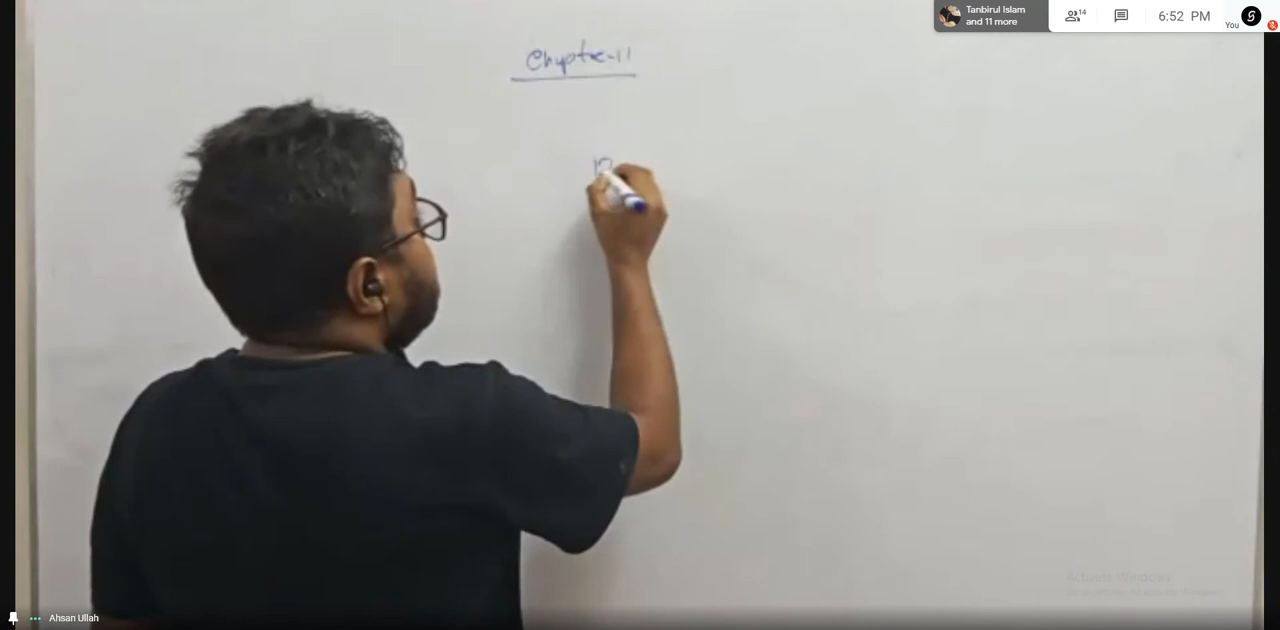 Tanbirul Islam
and 11 more
14
6:52 PM
You
Chapter-11
Activate Windows
Ahsan Ullah